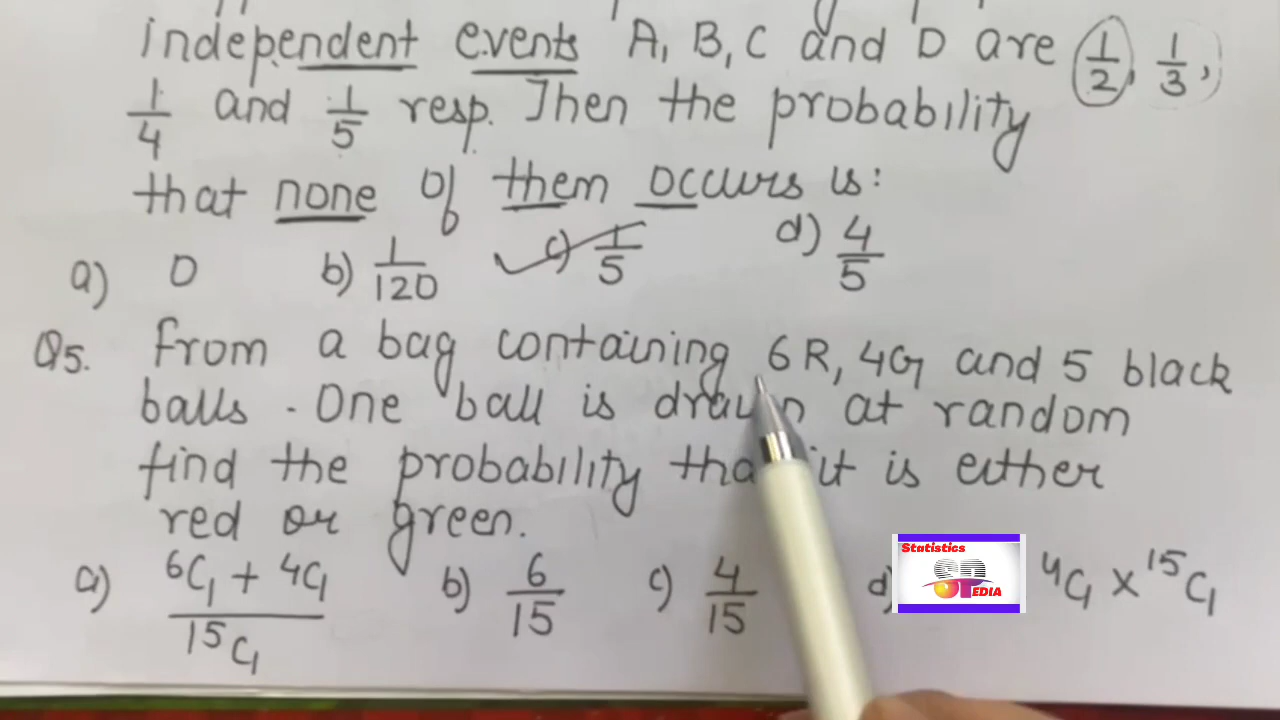 independent events A, B, C and D are 1/2, 1/3,
1/4 and 1/5 resp. Then the probability
that none of them occurs is:
a) 0 b) 1/120 c) 1/5 d) 4/5
Q5. From a bag containing 6R, 4G and 5 black
balls. One ball is drawn at random
find the probability that it is either
red or green.
a) (⁶C₁ + ⁴C₁)/¹⁵C₁ b) 6/15 c) 4/15 d) ⁴C₁ × ¹⁵C₁
Statistics
PEDIA